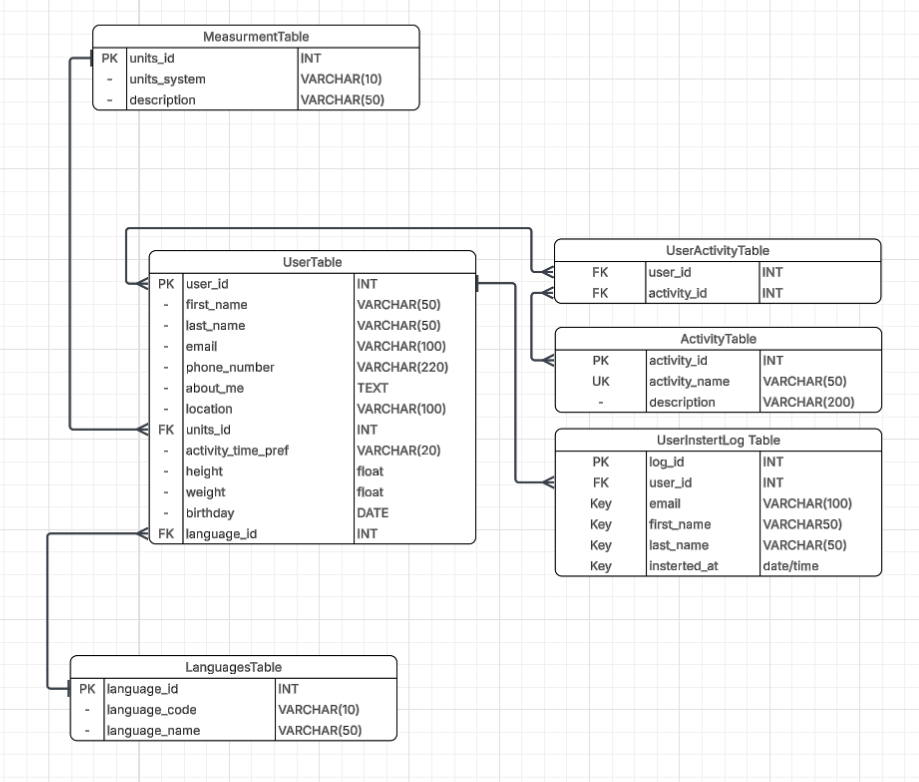 MeasurmentTable
PK units_id INT
- units_system VARCHAR(10)
- description VARCHAR(50)
UserTable
PK user_id INT
- first_name VARCHAR(50)
- last_name VARCHAR(50)
- email VARCHAR(100)
- phone_number VARCHAR(220)
- about_me TEXT
- location VARCHAR(100)
FK units_id INT
- activity_time_pref VARCHAR(20)
- height float
- weight float
- birthday DATE
FK language_id INT
UserActivityTable
FK user_id INT
FK activity_id INT
ActivityTable
PK activity_id INT
UK activity_name VARCHAR(50)
- description VARCHAR(200)
UserInstertLog Table
PK log_id INT
FK user_id INT
Key email VARCHAR(100)
Key first_name VARCHAR50)
Key last_name VARCHAR(50)
Key insterted_at date/time
LanguagesTable
PK language_id INT
- language_code VARCHAR(10)
- language_name VARCHAR(50)